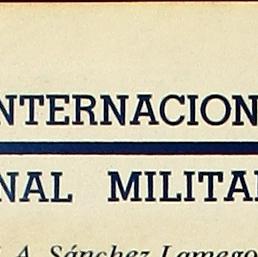 NTERNACION
NAL MILITA
A. Sánchez Lamego